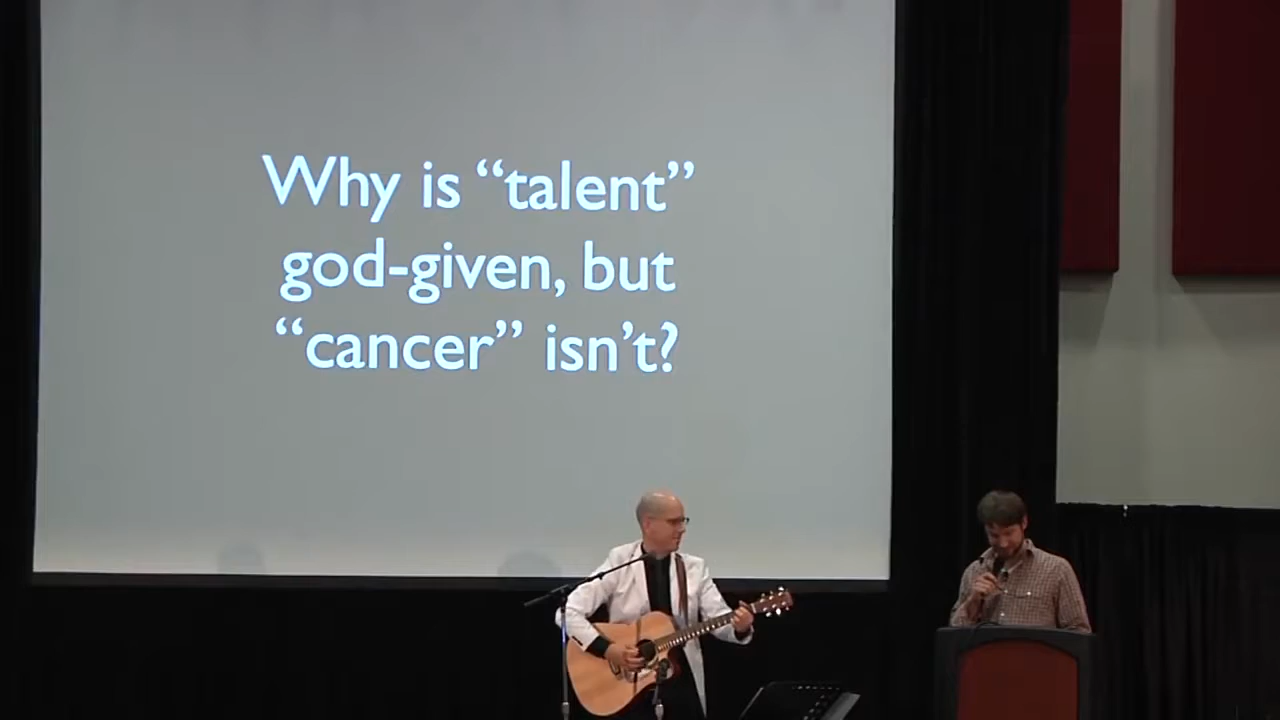 Why is “talent”
god-given, but
“cancer” isn’t?